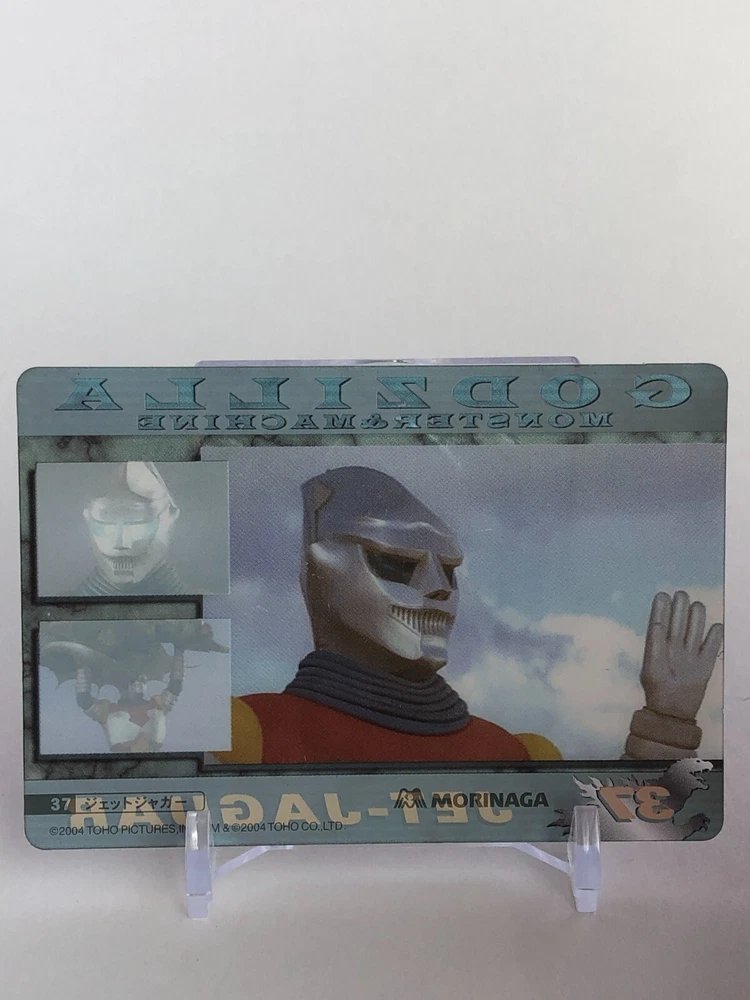 GODZILLA
MONSTER&MACHINE
37
JET-JAGUAR
37 ジェットジャガー
MORINAGA
©2004 TOHO PICTURES,IN M & ©2004 TOHO CO.,LTD.